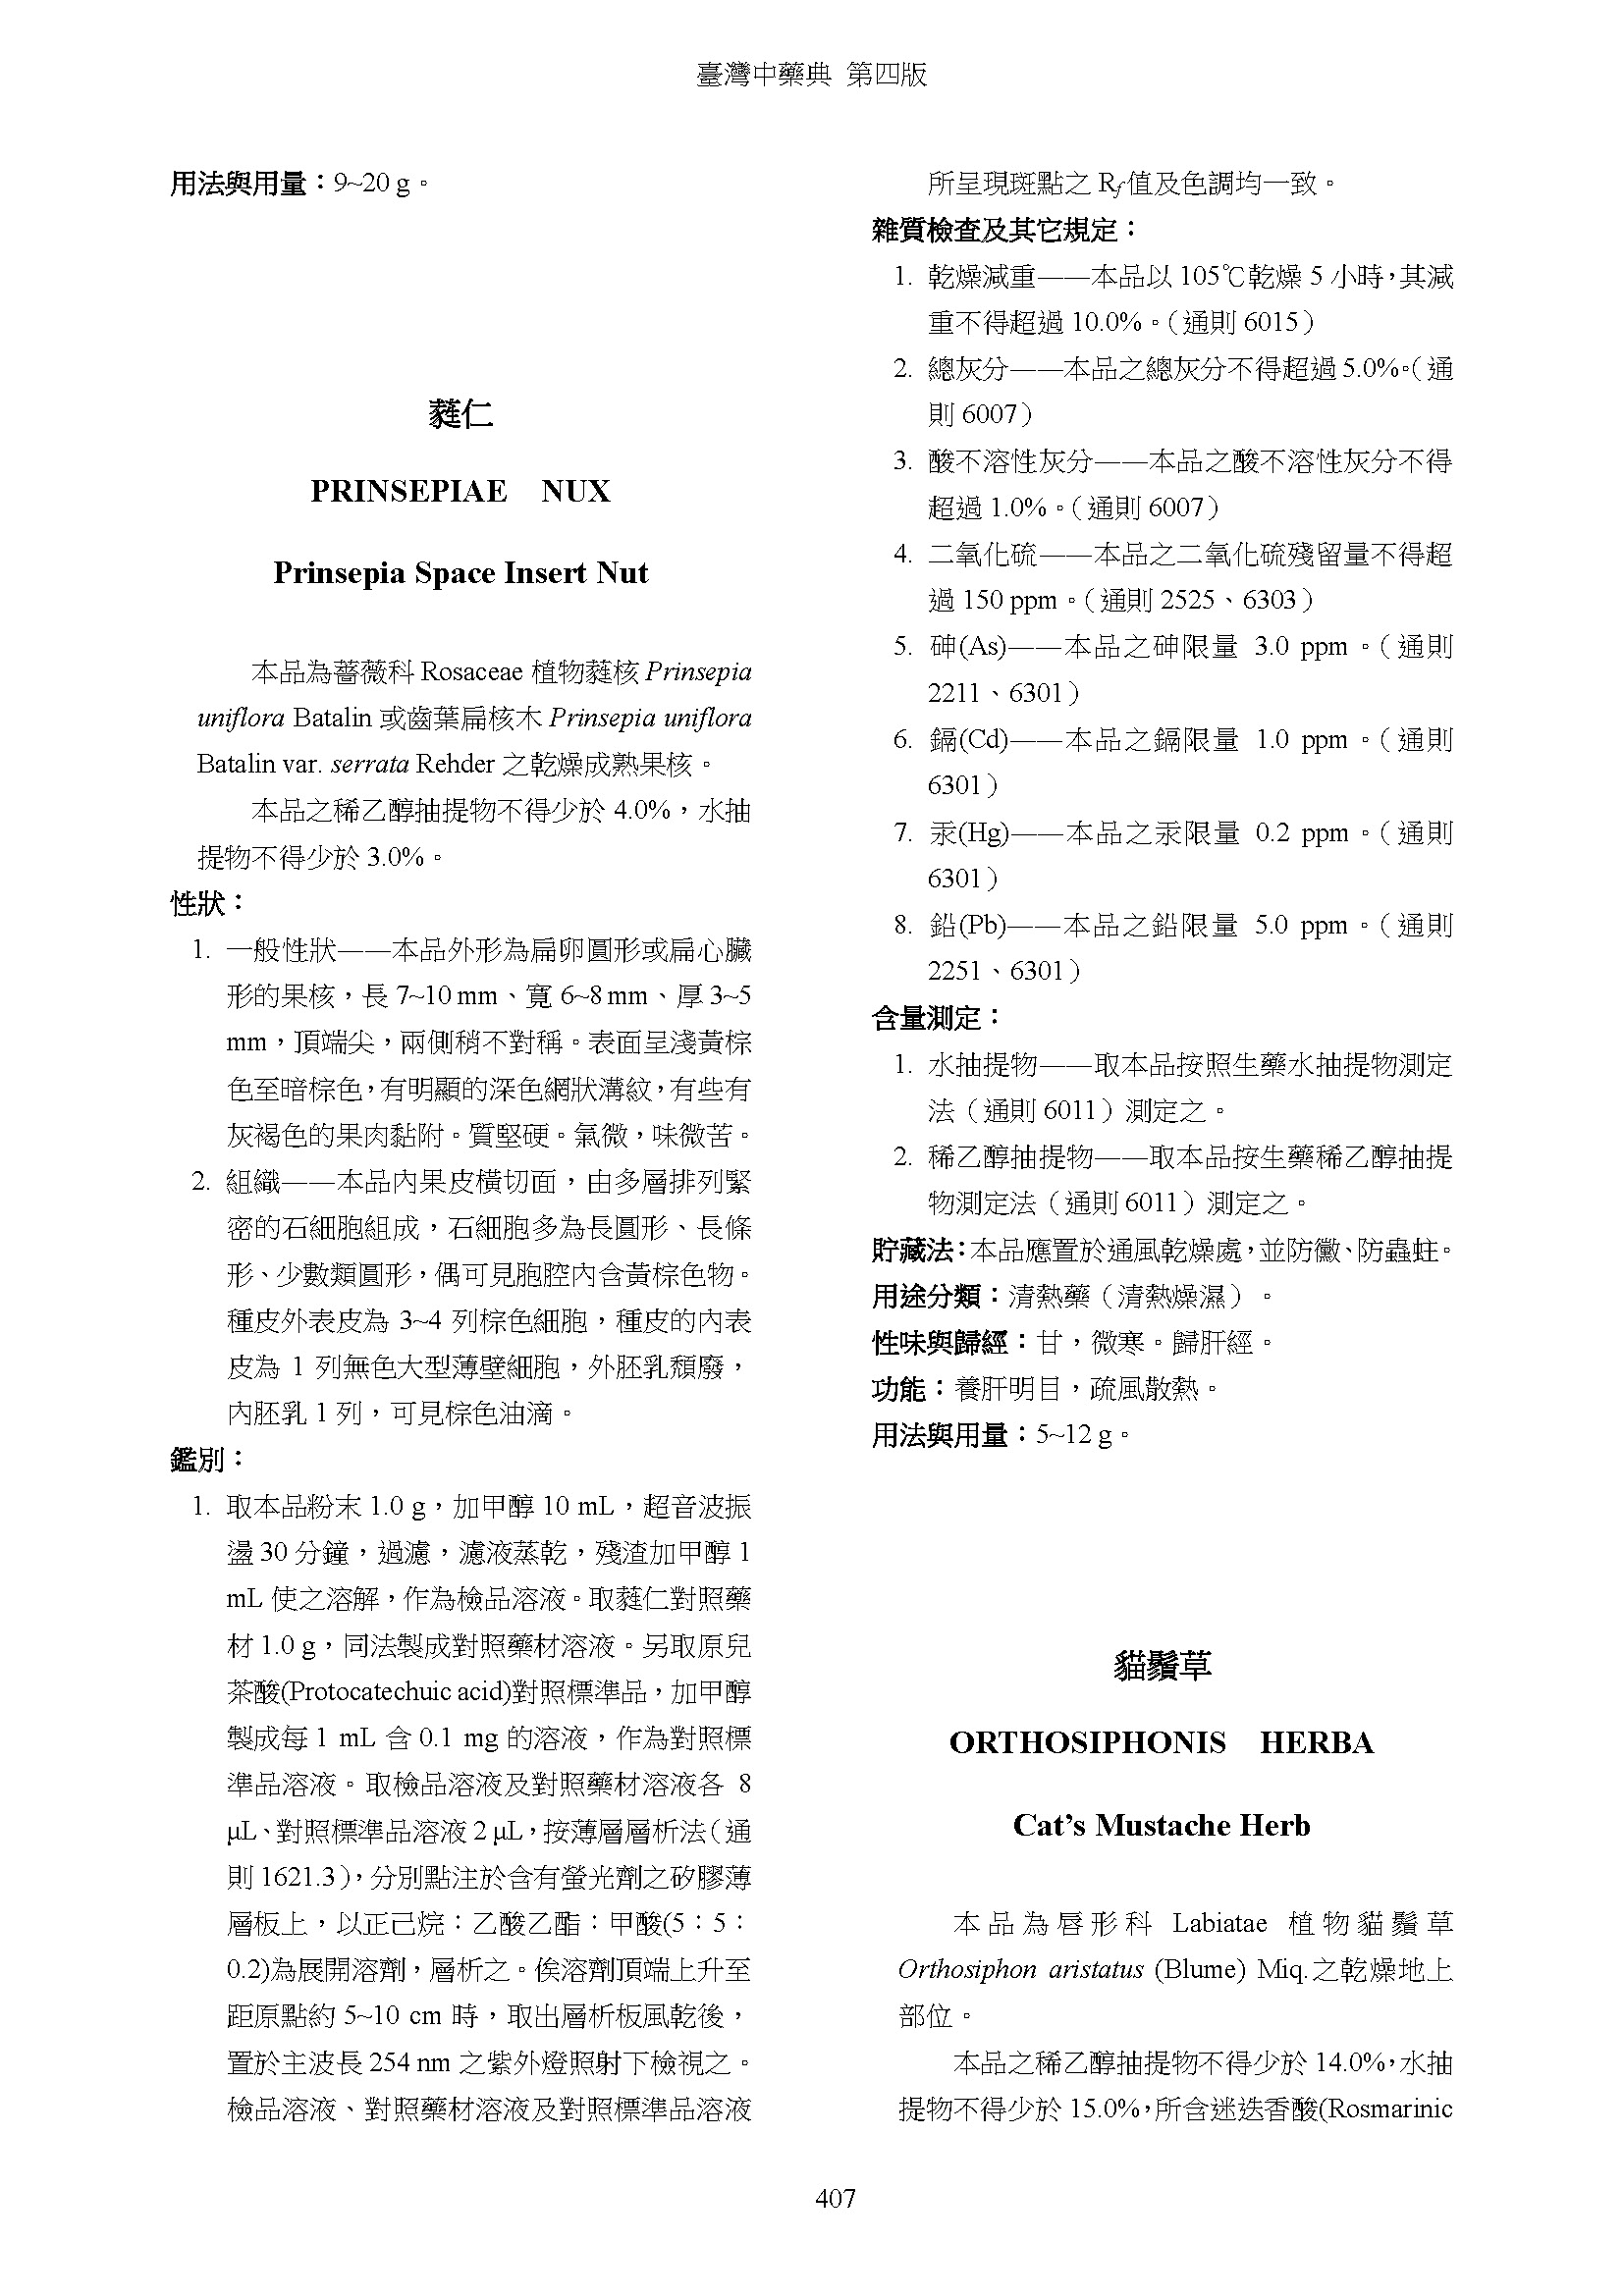 臺灣中藥典 第四版
用法與用量：9~20 g。
蕤仁
PRINSEPIAE NUX
Prinsepia Space Insert Nut
本品為薔薇科 Rosaceae 植物蕤核 Prinsepia
uniflora Batalin 或齒葉扁核木 Prinsepia uniflora
Batalin var. serrata Rehder 之乾燥成熟果核。
本品之稀乙醇抽提物不得少於 4.0%，水抽
提物不得少於 3.0%。
性狀：
1. 一般性狀——本品外形為扁卵圓形或扁心臟
形的果核，長 7~10 mm、寬 6~8 mm、厚 3~5
mm，頂端尖，兩側稍不對稱。表面呈淺黃棕
色至暗棕色，有明顯的深色網狀溝紋，有些有
灰褐色的果肉黏附。質堅硬。氣微，味微苦。
2. 組織——本品內果皮橫切面，由多層排列緊
密的石細胞組成，石細胞多為長圓形、長條
形、少數類圓形，偶可見胞腔內含黃棕色物。
種皮外表皮為 3~4 列棕色細胞，種皮的內表
皮為 1 列無色大型薄壁細胞，外胚乳頹廢，
內胚乳 1 列，可見棕色油滴。
鑑別：
1. 取本品粉末 1.0 g，加甲醇 10 mL，超音波振
盪 30 分鐘，過濾，濾液蒸乾，殘渣加甲醇 1
mL 使之溶解，作為檢品溶液。取蕤仁對照藥
材 1.0 g，同法製成對照藥材溶液。另取原兒
茶酸(Protocatechuic acid)對照標準品，加甲醇
製成每 1 mL 含 0.1 mg 的溶液，作為對照標
準品溶液。取檢品溶液及對照藥材溶液各 8
μL、對照標準品溶液 2 μL，按薄層層析法（通
則 1621.3），分別點注於含有螢光劑之矽膠薄
層板上，以正己烷：乙酸乙酯：甲酸(5：5：
0.2)為展開溶劑，層析之。俟溶劑頂端上升至
距原點約 5~10 cm 時，取出層析板風乾後，
置於主波長 254 nm 之紫外燈照射下檢視之。
檢品溶液、對照藥材溶液及對照標準品溶液
所呈現斑點之 Rf 值及色調均一致。
雜質檢查及其它規定：
1. 乾燥減重——本品以 105℃乾燥 5 小時，其減
重不得超過 10.0%。（通則 6015）
2. 總灰分——本品之總灰分不得超過 5.0%。（通
則 6007）
3. 酸不溶性灰分——本品之酸不溶性灰分不得
超過 1.0%。（通則 6007）
4. 二氧化硫——本品之二氧化硫殘留量不得超
過 150 ppm。（通則 2525、6303）
5. 砷(As)——本品之砷限量 3.0 ppm。（通則
2211、6301）
6. 鎘(Cd)——本品之鎘限量 1.0 ppm。（通則
6301）
7. 汞(Hg)——本品之汞限量 0.2 ppm。（通則
6301）
8. 鉛(Pb)——本品之鉛限量 5.0 ppm。（通則
2251、6301）
含量測定：
1. 水抽提物——取本品按照生藥水抽提物測定
法（通則 6011）測定之。
2. 稀乙醇抽提物——取本品按生藥稀乙醇抽提
物測定法（通則 6011）測定之。
貯藏法：本品應置於通風乾燥處，並防黴、防蟲蛀。
用途分類：清熱藥（清熱燥濕）。
性味與歸經：甘，微寒。歸肝經。
功能：養肝明目，疏風散熱。
用法與用量：5~12 g。
貓鬚草
ORTHOSIPHONIS HERBA
Cat’s Mustache Herb
本品為唇形科 Labiatae 植物貓鬚草
Orthosiphon aristatus (Blume) Miq.之乾燥地上
部位。
本品之稀乙醇抽提物不得少於 14.0%，水抽
提物不得少於 15.0%，所含迷迭香酸(Rosmarinic
407